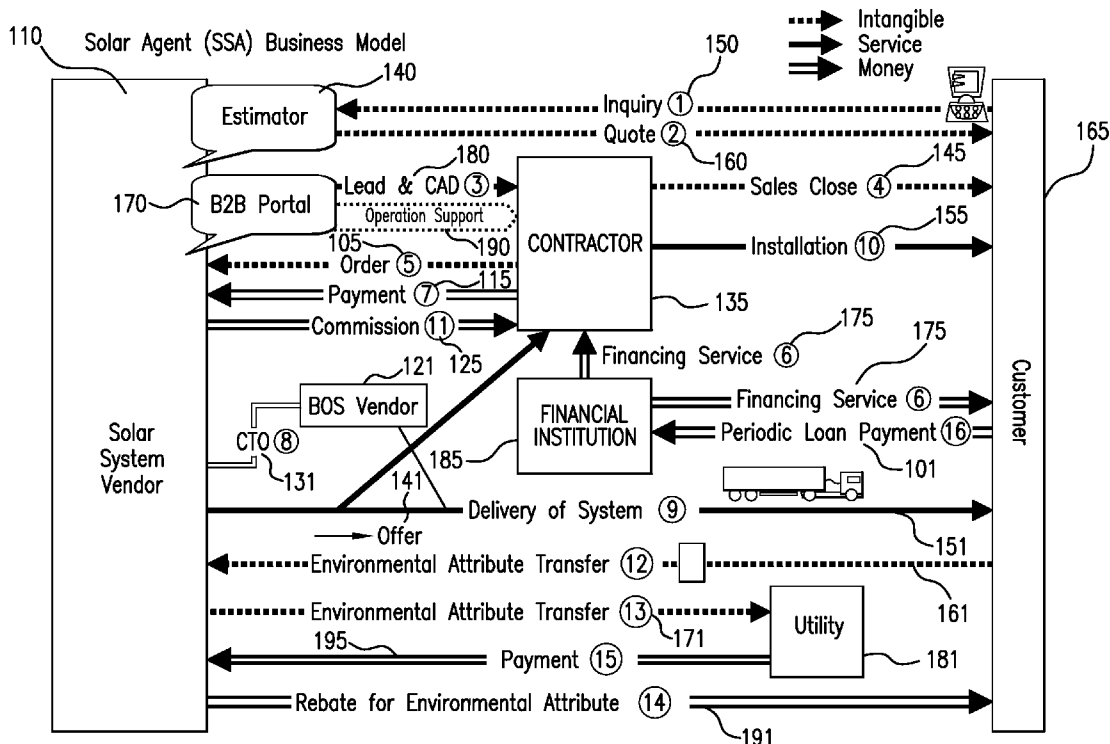 110
Solar Agent (SSA) Business Model
Intangible
Service
Money
140
150
Estimator
Inquiry 1
Quote 2
160
165
170
B2B Portal
180
Lead & CAD 3
Operation Support
190
CONTRACTOR
145
Sales Close 4
155
Installation 10
105
Order 5
115
Payment 7
135
Commission 11
125
175
Financing Service 6
175
121
BOS Vendor
CTO 8
131
FINANCIAL
INSTITUTION
185
Financing Service 6
Periodic Loan Payment 16
101
Customer
Solar
System
Vendor
141
Delivery of System 9
Offer
151
Environmental Attribute Transfer 12
161
Environmental Attribute Transfer 13
171
Utility
181
195
Payment 15
Rebate for Environmental Attribute 14
191